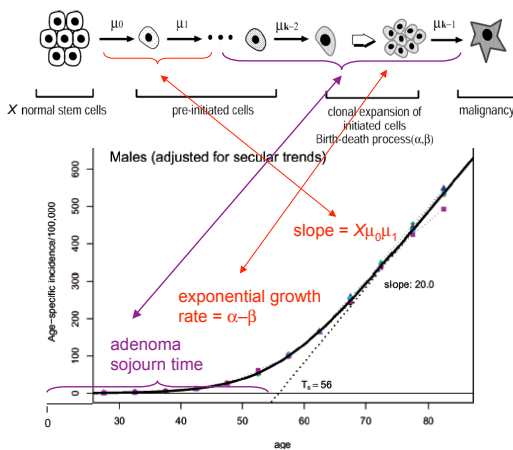 μ0 μ1 μk−2 μk−1
X normal stem cells
pre-initiated cells
clonal expansion of
initiated cells
Birth-death process(α,β)
malignancy
Males (adjusted for secular trends)
Age-specific incidence/100,000
600
500
400
300
200
100
0
slope = Xμ0μ1
exponential growth
rate = α−β
slope: 20.0
adenoma
sojourn time
Ts = 56
0 30 40 50 60 70 80
age